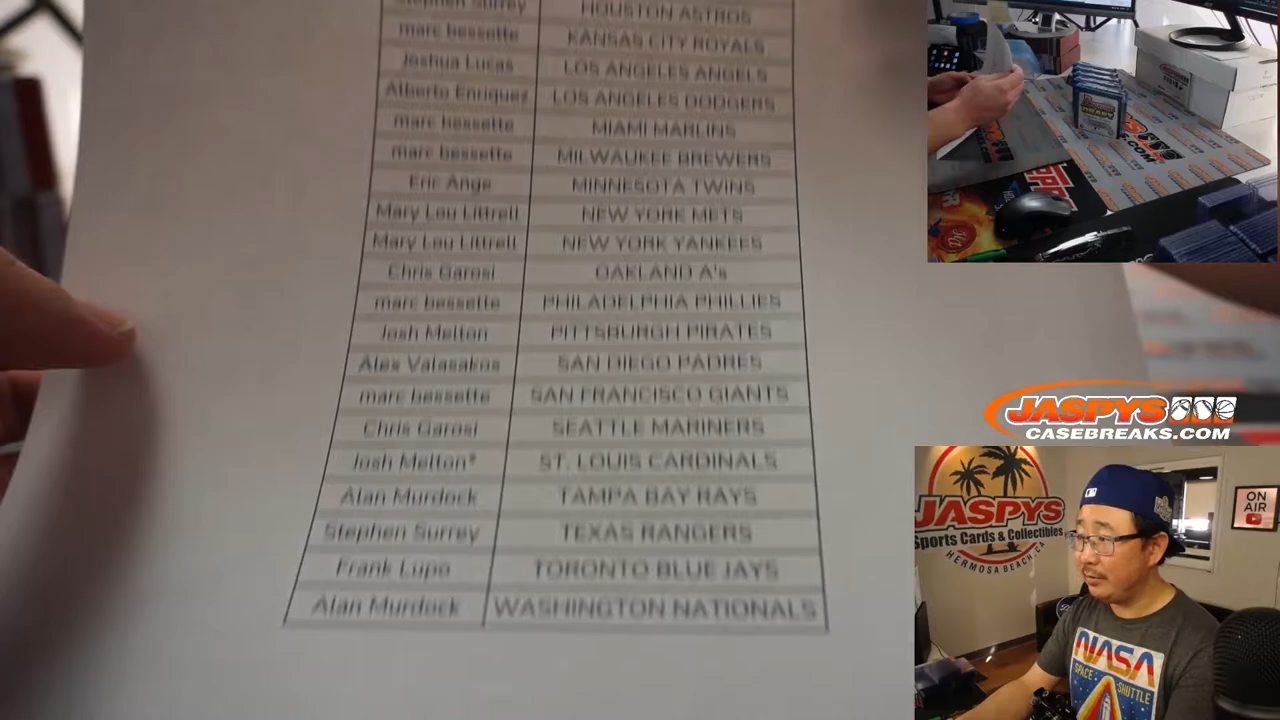 Stephen Surrey HOUSTON ASTROS
marc bessette KANSAS CITY ROYALS
Joshua Lucas LOS ANGELES ANGELS
Alberto Enriquez LOS ANGELES DODGERS
marc bessette MIAMI MARLINS
marc bessette MILWAUKEE BREWERS
Eric Ange MINNESOTA TWINS
Mary Lou Littrell NEW YORK METS
Mary Lou Littrell NEW YORK YANKEES
Chris Garosi OAKLAND A's
marc bessette PHILADELPHIA PHILLIES
Josh Melton PITTSBURGH PIRATES
Alex Valasakos SAN DIEGO PADRES
marc bessette SAN FRANCISCO GIANTS
Chris Garosi SEATTLE MARINERS
Josh Melton* ST. LOUIS CARDINALS
Alan Murdock TAMPA BAY RAYS
Stephen Surrey TEXAS RANGERS
Frank Lupo TORONTO BLUE JAYS
Alan Murdock WASHINGTON NATIONALS
JASPYS
CASEBREAKS.COM
JASPYS
Sports Cards & Collectibles
HERMOSA BEACH, CA
ON
AIR
NASA
SPACE SHUTTLE